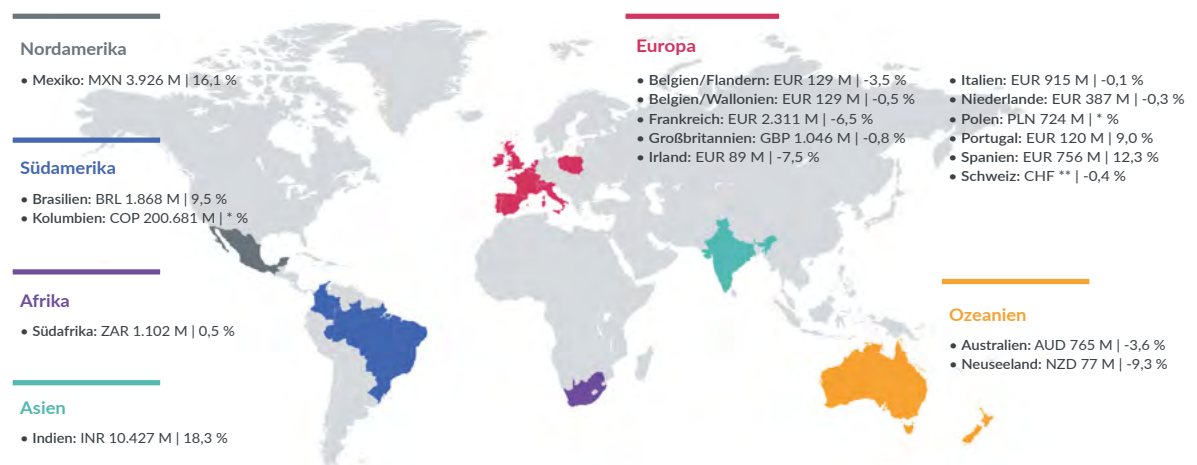 Nordamerika
• Mexiko: MXN 3.926 M | 16,1 %
Südamerika
• Brasilien: BRL 1.868 M | 9,5 %
• Kolumbien: COP 200.681 M | * %
Afrika
• Südafrika: ZAR 1.102 M | 0,5 %
Asien
• Indien: INR 10.427 M | 18,3 %
Europa
• Belgien/Flandern: EUR 129 M | -3,5 %
• Belgien/Wallonien: EUR 129 M | -0,5 %
• Frankreich: EUR 2.311 M | -6,5 %
• Großbritannien: GBP 1.046 M | -0,8 %
• Irland: EUR 89 M | -7,5 %
• Italien: EUR 915 M | -0,1 %
• Niederlande: EUR 387 M | -0,3 %
• Polen: PLN 724 M | * %
• Portugal: EUR 120 M | 9,0 %
• Spanien: EUR 756 M | 12,3 %
• Schweiz: CHF ** | -0,4 %
Ozeanien
• Australien: AUD 765 M | -3,6 %
• Neuseeland: NZD 77 M | -9,3 %